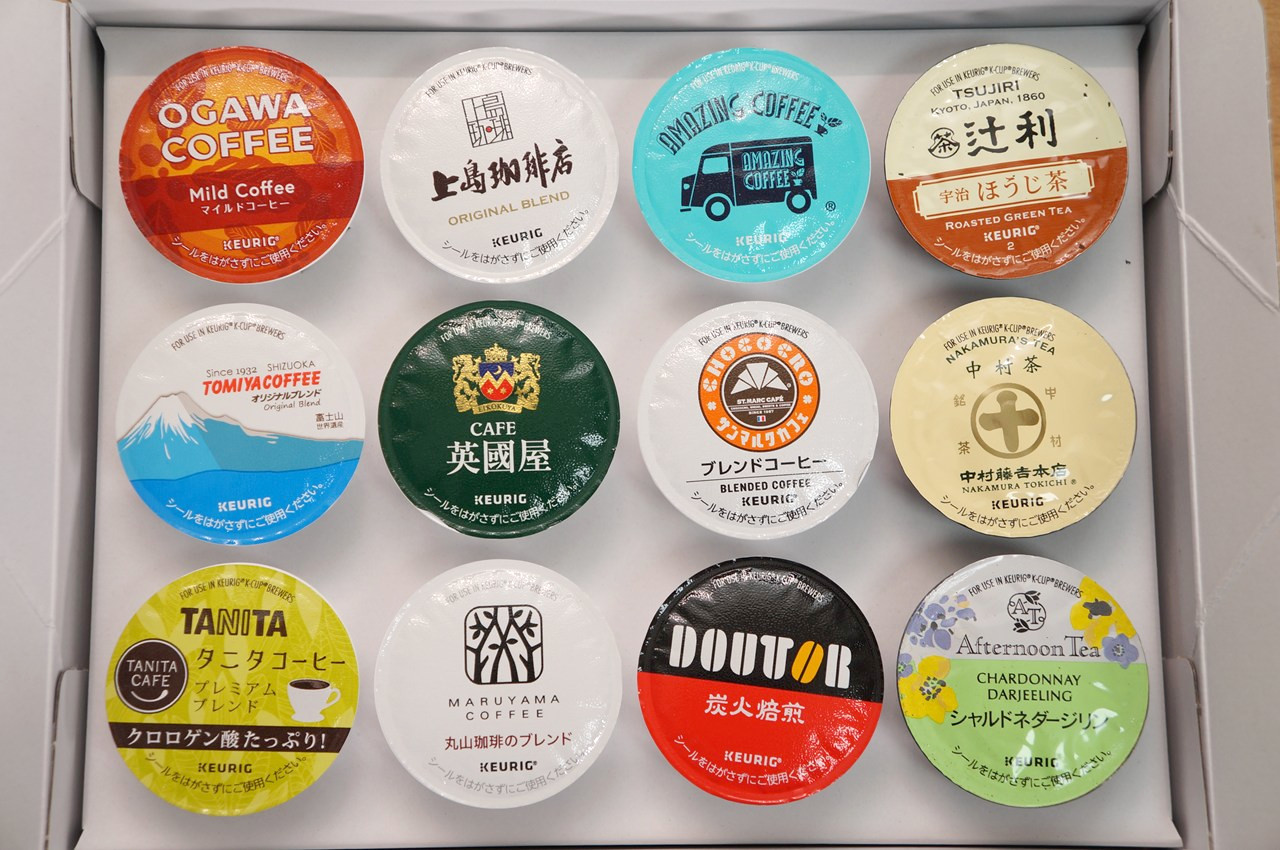 FOR USE IN KEURIG® K-CUP® BREWERS
OGAWA
COFFEE
Mild Coffee
マイルドコーヒー
KEURIG®
シールをはがさずにご使用ください。
FOR USE IN KEURIG® K-CUP® BREWERS
上島珈琲店
ORIGINAL BLEND
KEURIG®
シールをはがさずにご使用ください。
FOR USE IN KEURIG® K-CUP® BREWERS
AMAZING COFFEE
AMAZING
COFFEE
®
KEURIG®
シールをはがさずにご使用ください。
FOR USE IN KEURIG® K-CUP® BREWERS
TSUJIRI
KYOTO, JAPAN, 1860
茶 辻利
宇治 ほうじ茶
ROASTED GREEN TEA
KEURIG®
2
シールをはがさずにご使用ください。
FOR USE IN KEURIG® K-CUP® BREWERS
Since 1932 SHIZUOKA
TOMIYACOFFEE
オリジナルブレンド
Original Blend
富士山
世界遺産
KEURIG®
シールをはがさずにご使用ください。
FOR USE IN KEURIG® K-CUP® BREWERS
EIKOKUYA
CAFE
英國屋
KEURIG®
シールをはがさずにご使用ください。
FOR USE IN KEURIG® K-CUP® BREWERS
CHOCOCRO
ST.MARC CAFÉ
SINCE 1987
サンマルクカフェ
ブレンドコーヒー
BLENDED COFFEE
KEURIG®
シールをはがさずにご使用ください。
FOR USE IN KEURIG® K-CUP® BREWERS
NAKAMURA'S TEA
中村茶
銘茶
中村
中村藤吉本店
NAKAMURA TOKICHI®
KEURIG®
シールをはがさずにご使用ください。
FOR USE IN KEURIG® K-CUP® BREWERS
TANITA
TANITA
CAFE
タニタコーヒー
プレミアム
ブレンド
クロロゲン酸たっぷり!
KEURIG®
シールをはがさずにご使用ください。
FOR USE IN KEURIG® K-CUP® BREWERS
MARUYAMA
COFFEE
丸山珈琲のブレンド
KEURIG®
シールをはがさずにご使用ください。
FOR USE IN KEURIG® K-CUP® BREWERS
DOUTOR
炭火焙煎
KEURIG®
シールをはがさずにご使用ください。
FOR USE IN KEURIG® K-CUP® BREWERS
A.T.
Afternoon Tea
CHARDONNAY
DARJEELING
シャルドネダージリン
KEURIG®
シールをはがさずにご使用ください。